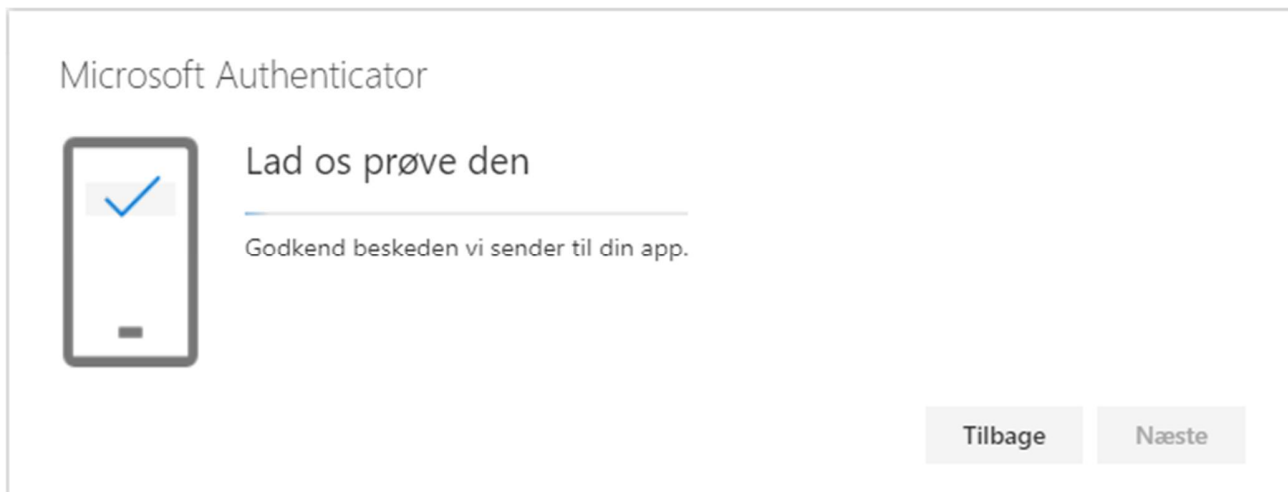 Microsoft Authenticator
Lad os prøve den
Godkend beskeden vi sender til din app.
Tilbage
Næste